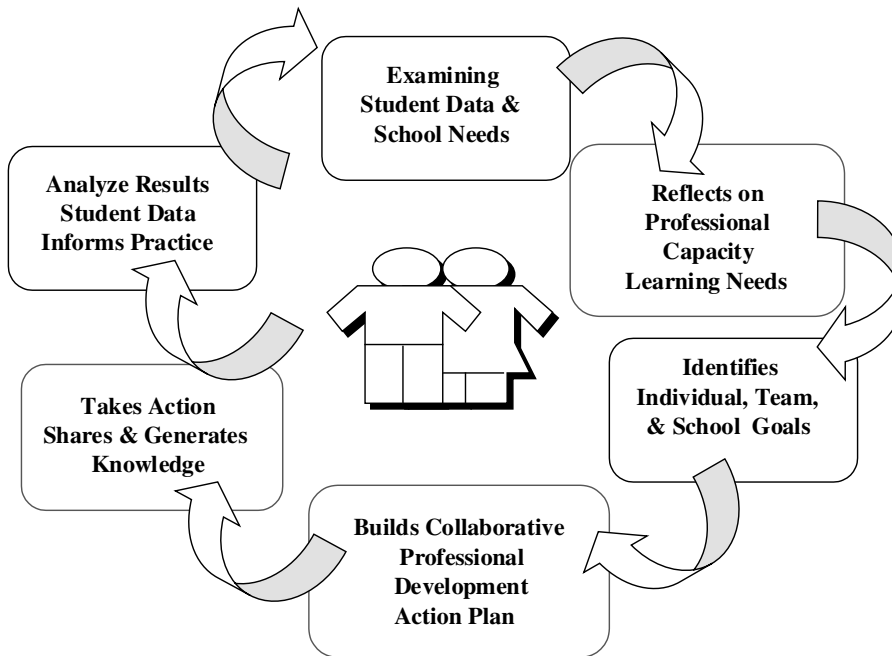 Examining
Student Data &
School Needs
Reflects on
Professional
Capacity
Learning Needs
Identifies
Individual, Team,
& School Goals
Builds Collaborative
Professional
Development
Action Plan
Takes Action
Shares & Generates
Knowledge
Analyze Results
Student Data
Informs Practice